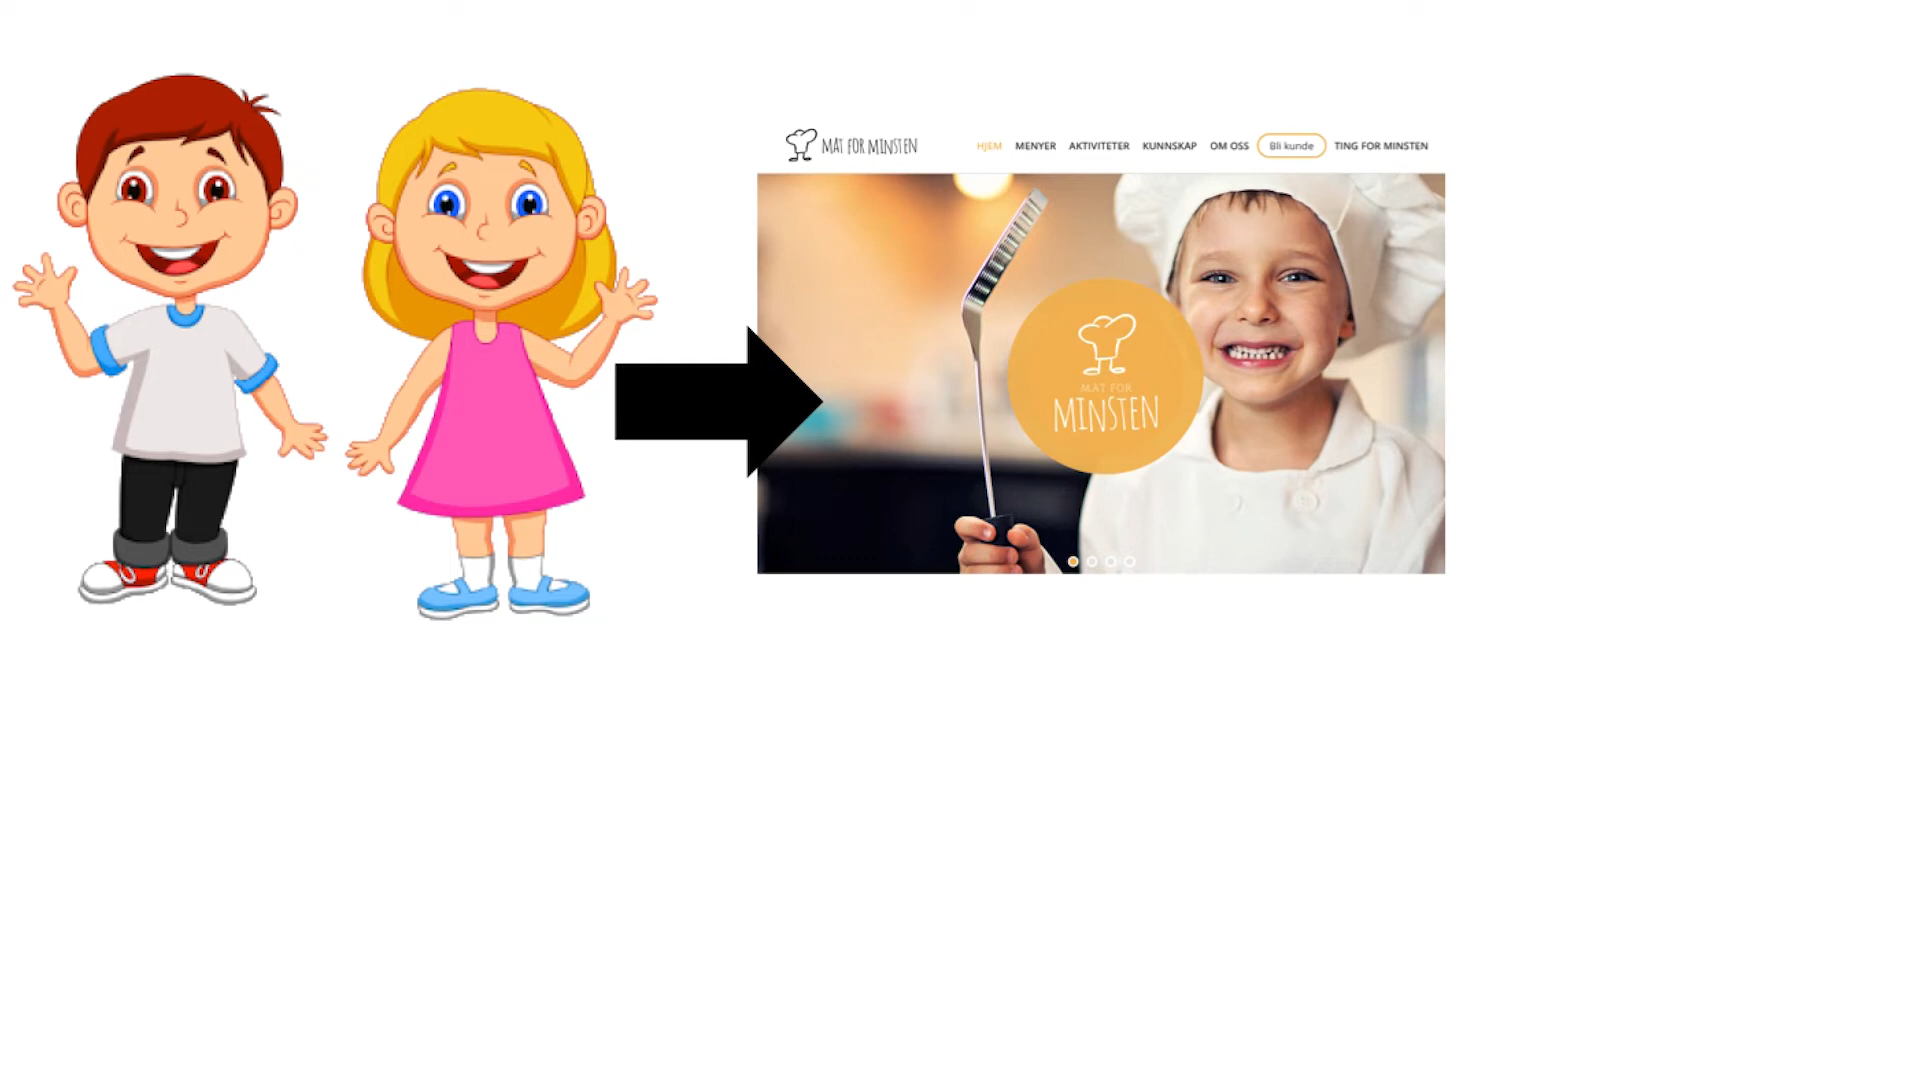 MAT FOR MINSTEN
HJEM MENYER AKTIVITETER KUNNSKAP OM OSS Bli kunde TING FOR MINSTEN
MAT FOR
MINSTEN